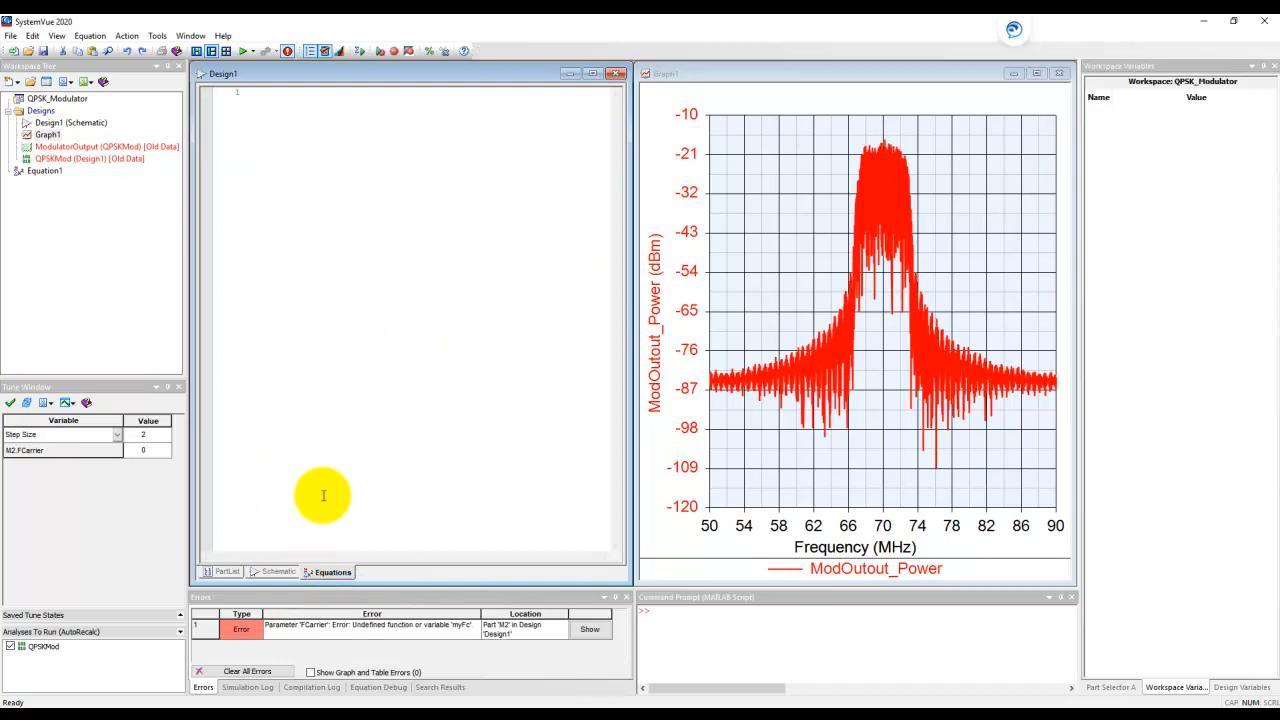 SystemVue 2020
File Edit View Equation Action Tools Window Help
Workspace Tree
QPSK_Modulator
Designs
Design1 (Schematic)
Graph1
ModulatorOutput (QPSKMod) [Old Data]
QPSKMod (Design1) [Old Data]
Equation1
Tune Window
Variable Value
Step Size 2
M2.FCarrier 0
Saved Tune States
Analyses To Run (AutoRecalc)
QPSKMod
Ready
Design1
1
PartList Schematic Equations
Graph1
-10
-21
-32
-43
-54
-65
-76
-87
-98
-109
-120
ModOutout_Power (dBm)
50 54 58 62 66 70 74 78 82 86 90
Frequency (MHz)
ModOutout_Power
Errors
Type Error Location
1 Error Parameter 'FCarrier': Error: Undefined function or variable 'myFc'. Part 'M2' in Design 'Design1' Show
Clear All Errors Show Graph and Table Errors (0)
Errors Simulation Log Compilation Log Equation Debug Search Results
Command Prompt (MATLAB Script)
>>
Workspace Variables
Workspace: QPSK_Modulator
Name Value
Part Selector A Workspace Varia... Design Variables
CAP NUM SCRL